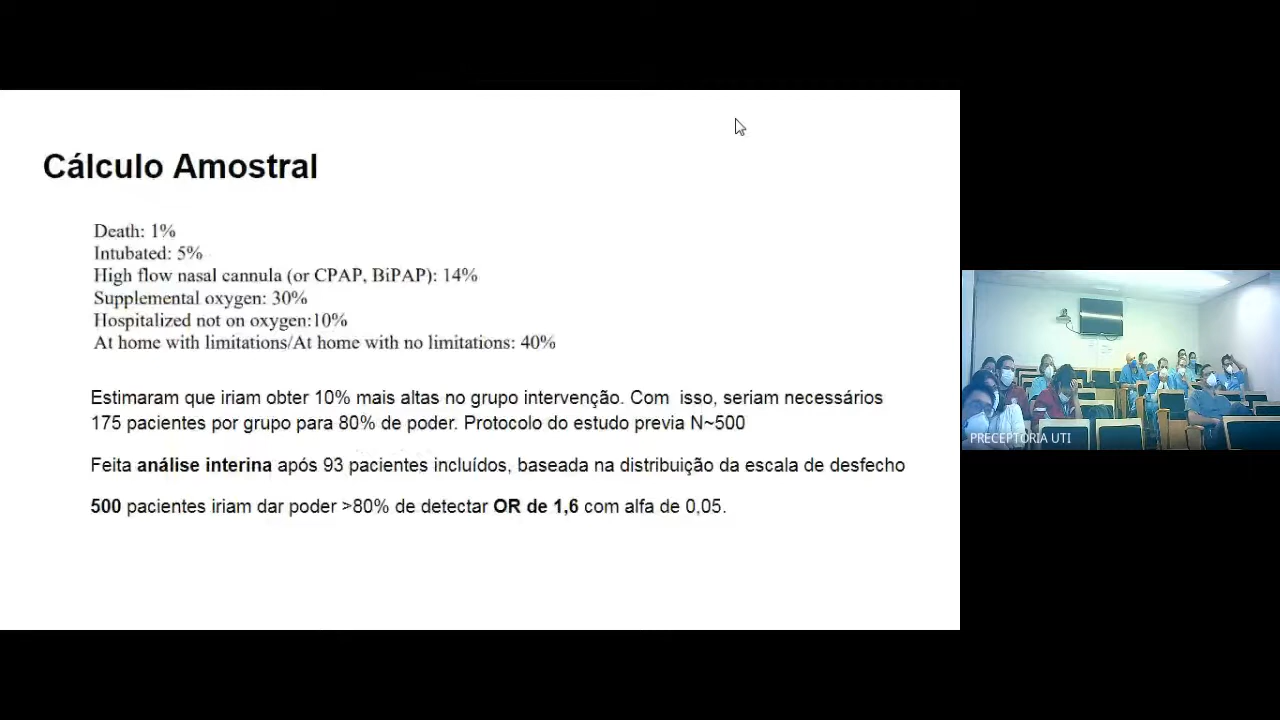 Cálculo Amostral
Death: 1%
Intubated: 5%
High flow nasal cannula (or CPAP, BiPAP): 14%
Supplemental oxygen: 30%
Hospitalized not on oxygen:10%
At home with limitations/At home with no limitations: 40%
Estimaram que iriam obter 10% mais altas no grupo intervenção. Com isso, seriam necessários
175 pacientes por grupo para 80% de poder. Protocolo do estudo previa N~500
Feita análise interina após 93 pacientes incluídos, baseada na distribuição da escala de desfecho
500 pacientes iriam dar poder >80% de detectar OR de 1,6 com alfa de 0,05.
PRECEPTORIA UTI